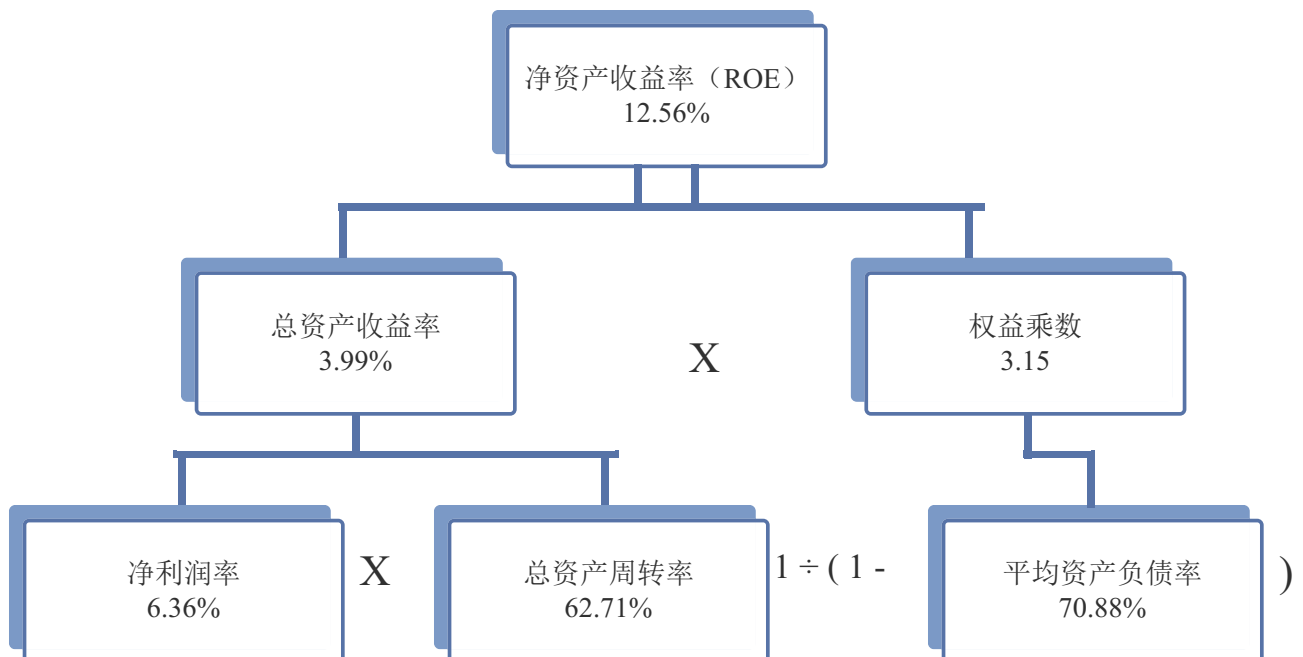 净资产收益率（ROE）
12.56%
总资产收益率
3.99%
X
权益乘数
3.15
净利润率
6.36%
X
总资产周转率
62.71%
1 ÷ ( 1 -
平均资产负债率
70.88%
)